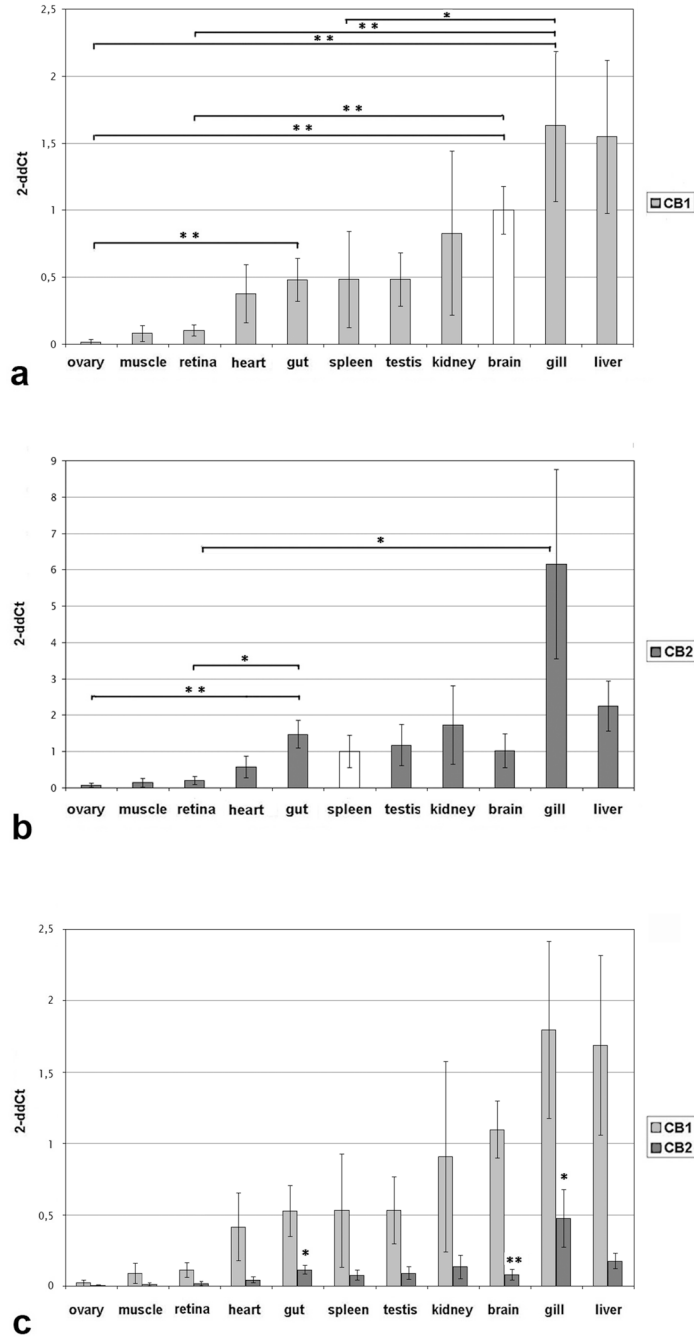 2,5
2
1,5
1
0,5
0
2-ddCt
*
* *
* *
* *
* *
* *
CB1
ovary muscle retina heart gut spleen testis kidney brain gill liver
a
9
8
7
6
5
4
3
2
1
0
2-ddCt
*
*
* *
CB2
ovary muscle retina heart gut spleen testis kidney brain gill liver
b
2,5
2
1,5
1
0,5
0
2-ddCt
*
**
*
CB1
CB2
ovary muscle retina heart gut spleen testis kidney brain gill liver
c